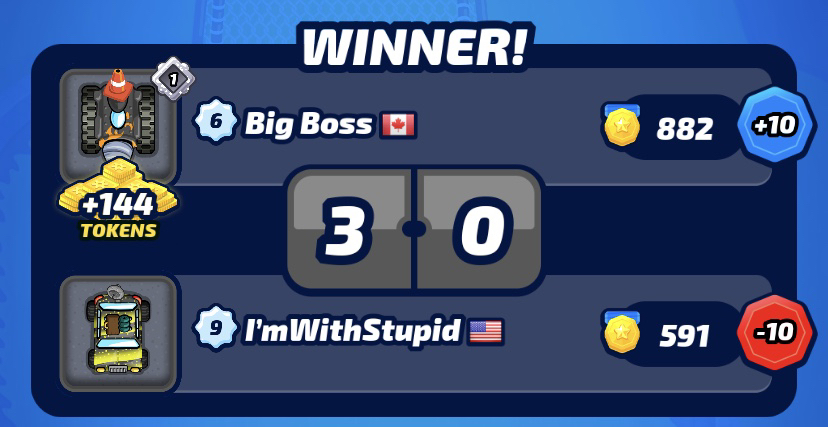 WINNER!
1
6 Big Boss 882 +10
+144
TOKENS
3 0
9 I'mWithStupid 591 -10